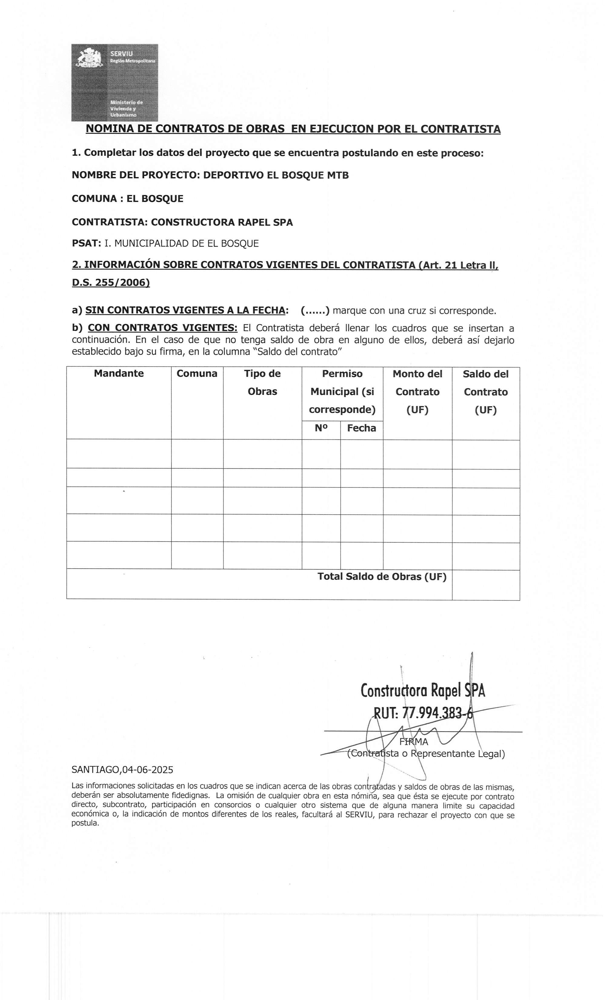 SERVIU
Región Metropolitana
Ministerio de
Vivienda y
Urbanismo
NOMINA DE CONTRATOS DE OBRAS  EN EJECUCION POR EL CONTRATISTA
1. Completar los datos del proyecto que se encuentra postulando en este proceso:
NOMBRE DEL PROYECTO: DEPORTIVO EL BOSQUE MTB
COMUNA : EL BOSQUE
CONTRATISTA: CONSTRUCTORA RAPEL SPA
PSAT: I. MUNICIPALIDAD DE EL BOSQUE
2. INFORMACIÓN SOBRE CONTRATOS VIGENTES DEL CONTRATISTA (Art. 21 Letra ll,
D.S. 255/2006)
a) SIN CONTRATOS VIGENTES A LA FECHA:   (......) marque con una cruz si corresponde.
b) CON CONTRATOS VIGENTES: El Contratista deberá llenar los cuadros que se insertan a
continuación. En el caso de que no tenga saldo de obra en alguno de ellos, deberá así dejarlo
establecido bajo su firma, en la columna "Saldo del contrato"
Mandante Comuna Tipo de Permiso Monto del Saldo del
Obras Municipal (si Contrato Contrato
corresponde) (UF) (UF)
Nº Fecha
Total Saldo de Obras (UF)
Constructora Rapel SPA
RUT: 77.994.383-6
FIRMA
(Contratista o Representante Legal)
SANTIAGO,04-06-2025
Las informaciones solicitadas en los cuadros que se indican acerca de las obras contratadas y saldos de obras de las mismas,
deberán ser absolutamente fidedignas.  La omisión de cualquier obra en esta nómina, sea que ésta se ejecute por contrato
directo, subcontrato, participación en consorcios o cualquier otro sistema que de alguna manera limite su capacidad
económica o, la indicación de montos diferentes de los reales, facultará al SERVIU, para rechazar el proyecto con que se
postula.